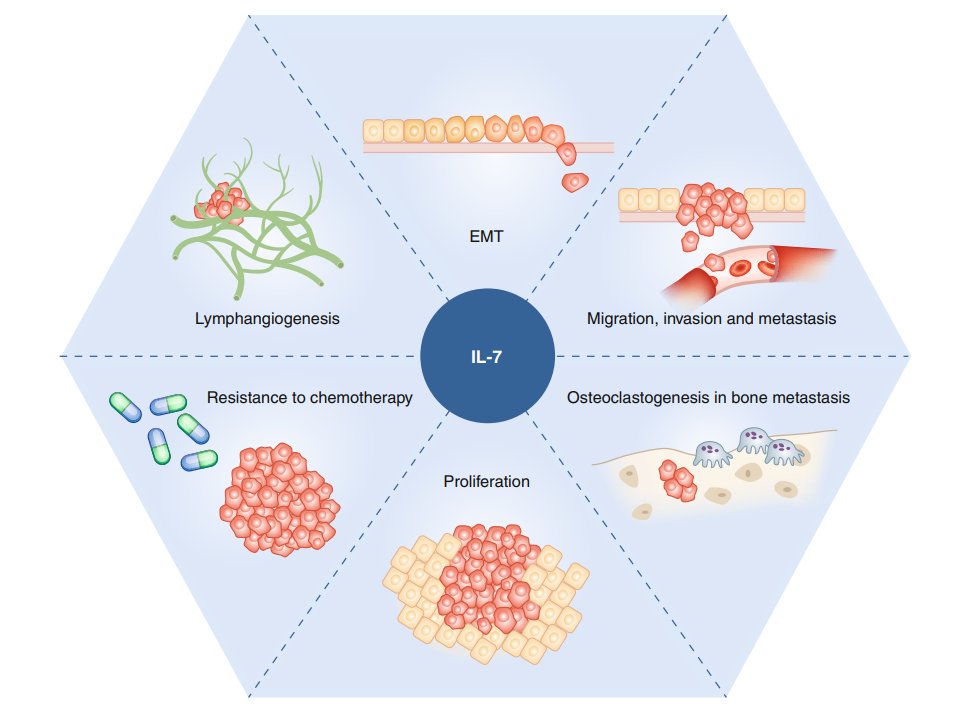 EMT
Lymphangiogenesis
Migration, invasion and metastasis
IL-7
Resistance to chemotherapy
Osteoclastogenesis in bone metastasis
Proliferation